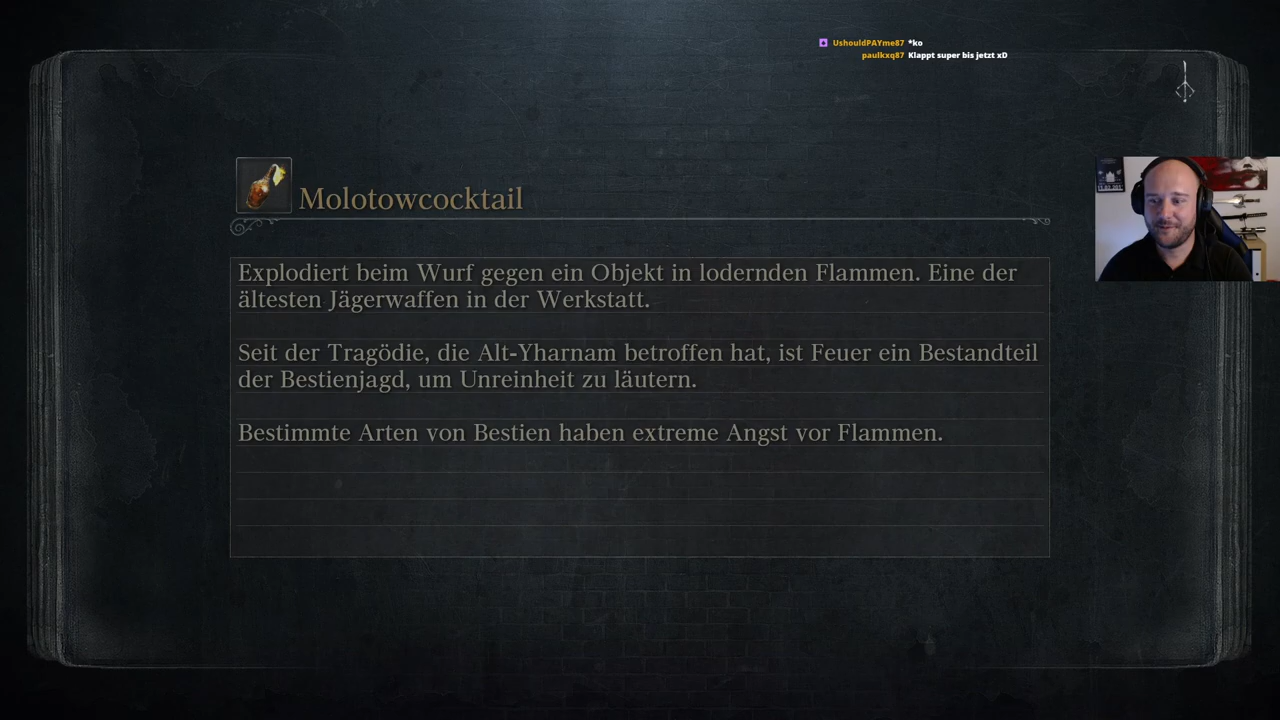 UshouldPAYme87 *ko
paulkxq87 Klappt super bis jetzt xD
Molotowcocktail
Explodiert beim Wurf gegen ein Objekt in lodernden Flammen. Eine der
ältesten Jägerwaffen in der Werkstatt.
Seit der Tragödie, die Alt-Yharnam betroffen hat, ist Feuer ein Bestandteil
der Bestienjagd, um Unreinheit zu läutern.
Bestimmte Arten von Bestien haben extreme Angst vor Flammen.